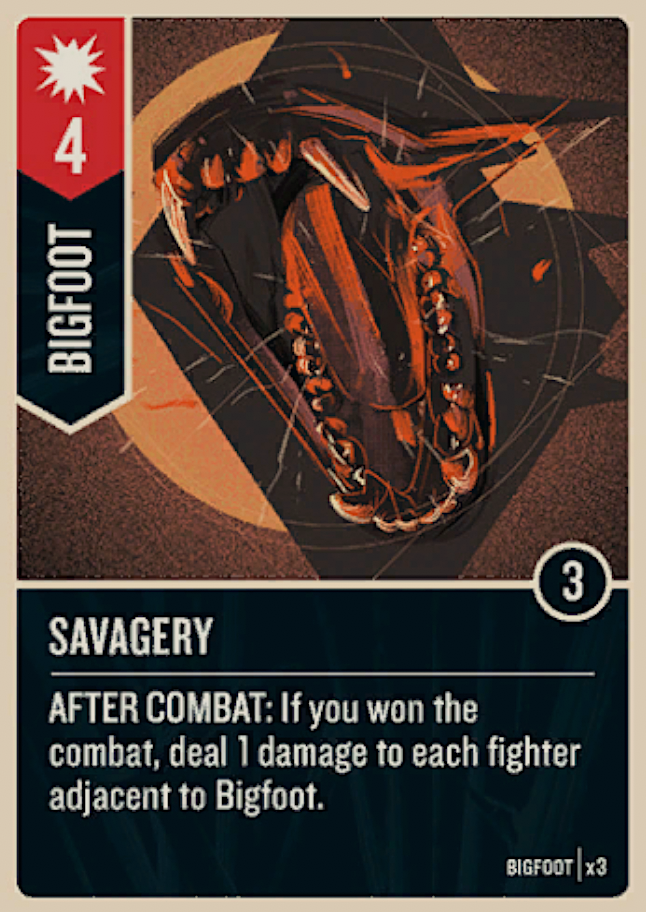 4
BIGFOOT
3
SAVAGERY
AFTER COMBAT: If you won the
combat, deal 1 damage to each fighter
adjacent to Bigfoot.
BIGFOOT | x3